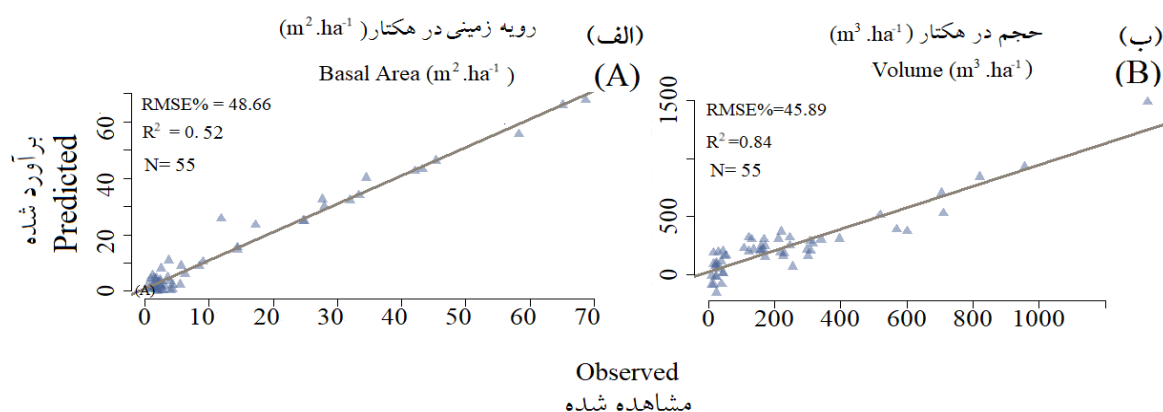 (الف) رویه زمینی در هکتار (m² .ha⁻¹)
Basal Area (m² .ha⁻¹)
(A)
RMSE% = 48.66
R² = 0. 52
N= 55
(A)
0 20 40 60
0 10 20 30 40 50 60 70
(ب) حجم در هکتار (m³ .ha⁻¹)
Volume (m³ .ha⁻¹)
(B)
RMSE%=45.89
R² =0.84
N= 55
0 500 1500
0 200 400 600 800 1000
برآورد شده
Predicted
Observed
مشاهده شده